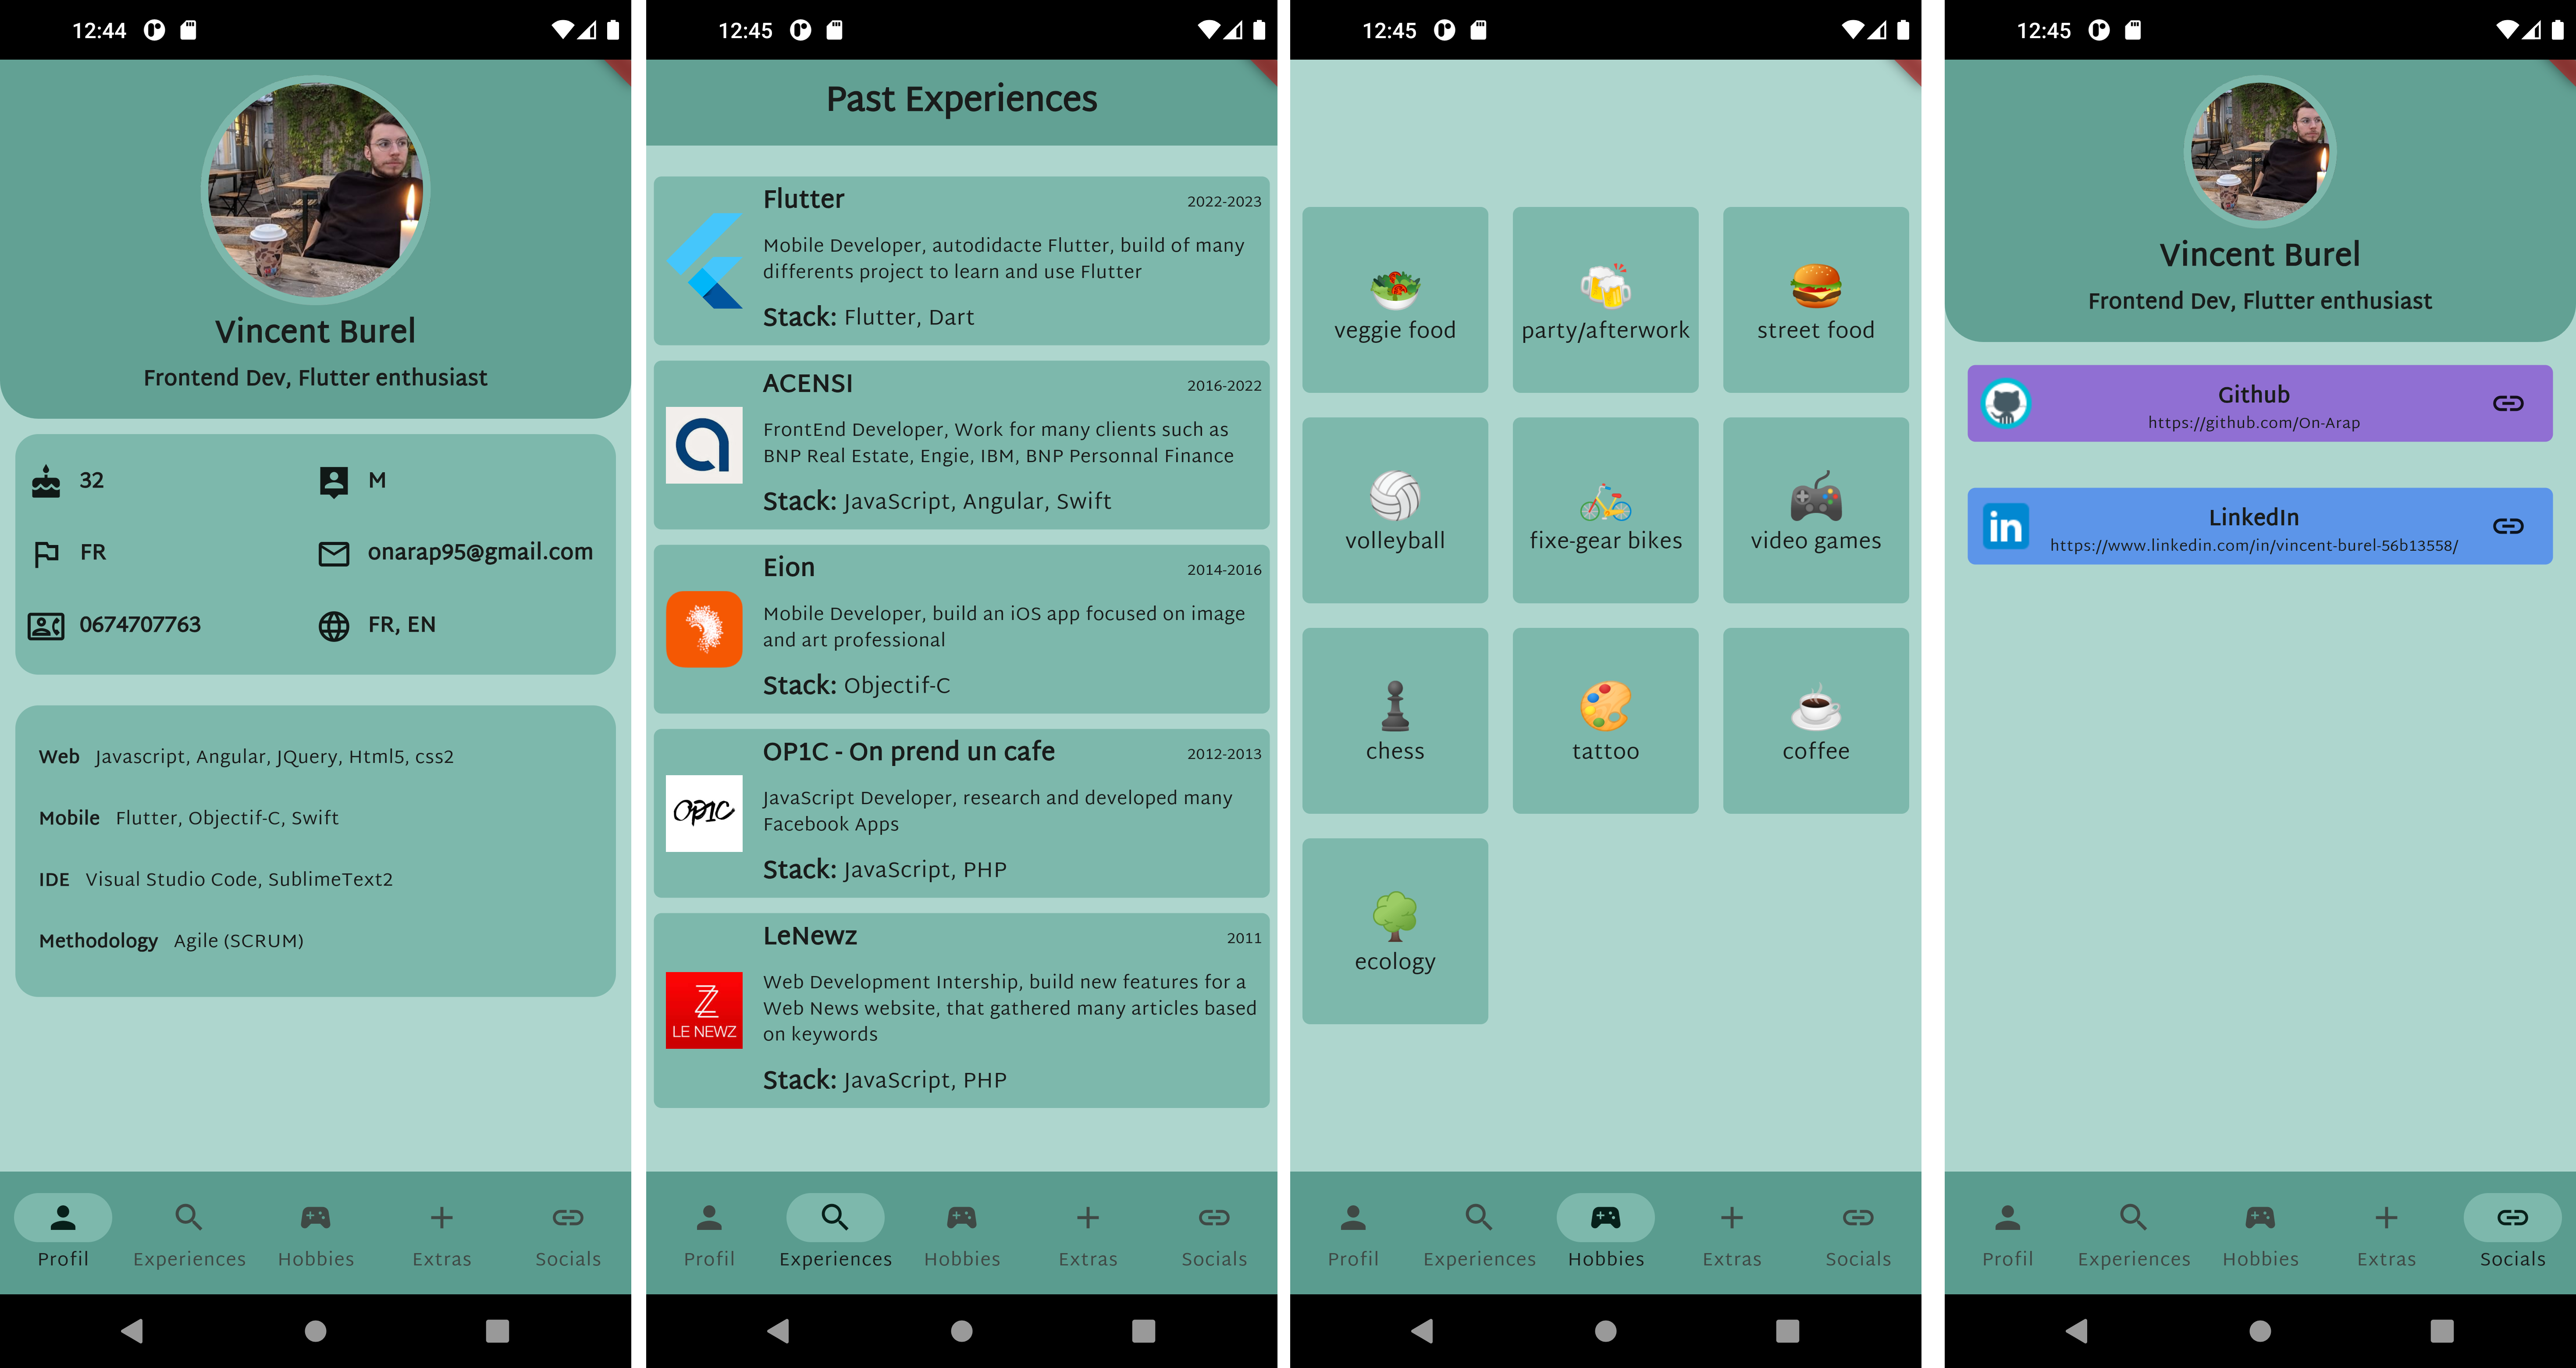 12:44
Vincent Burel
Frontend Dev, Flutter enthusiast
32
M
FR
onarap95@gmail.com
0674707763
FR, EN
Web Javascript, Angular, JQuery, Html5, css2
Mobile Flutter, Objectif-C, Swift
IDE Visual Studio Code, SublimeText2
Methodology Agile (SCRUM)
Profil Experiences Hobbies Extras Socials
12:45
Past Experiences
Flutter 2022-2023
Mobile Developer, autodidacte Flutter, build of many
differents project to learn and use Flutter
Stack: Flutter, Dart
ACENSI 2016-2022
FrontEnd Developer, Work for many clients such as
BNP Real Estate, Engie, IBM, BNP Personnal Finance
Stack: JavaScript, Angular, Swift
Eion 2014-2016
Mobile Developer, build an iOS app focused on image
and art professional
Stack: Objectif-C
OP1C - On prend un cafe 2012-2013
OP1C
JavaScript Developer, research and developed many
Facebook Apps
Stack: JavaScript, PHP
LeNewz 2011
Web Development Intership, build new features for a
Web News website, that gathered many articles based
on keywords
LE NEWZ
Stack: JavaScript, PHP
Profil Experiences Hobbies Extras Socials
12:45
veggie food party/afterwork street food
volleyball fixe-gear bikes video games
chess tattoo coffee
ecology
Profil Experiences Hobbies Extras Socials
12:45
Vincent Burel
Frontend Dev, Flutter enthusiast
Github
https://github.com/On-Arap
in
LinkedIn
https://www.linkedin.com/in/vincent-burel-56b13558/
Profil Experiences Hobbies Extras Socials